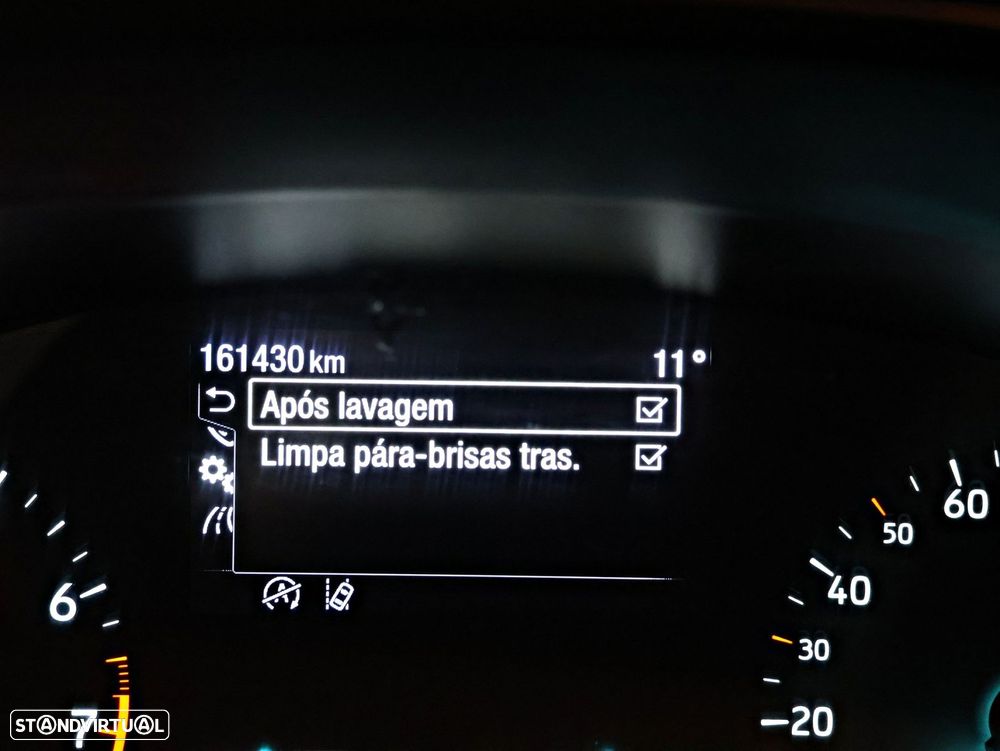 161430 km 11°
Após lavagem
Limpa pára-brisas tras.
A
6
7
60
50
40
30
20
STANDVIRTUAL